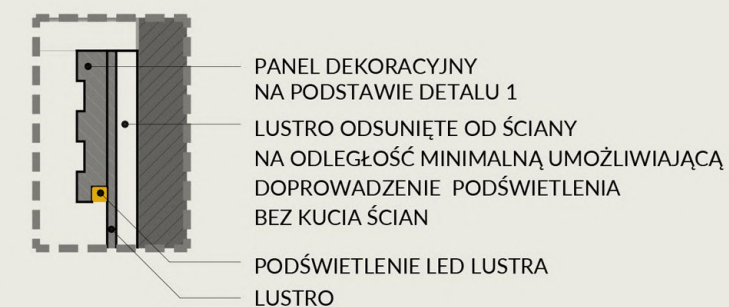 PANEL DEKORACYJNY
NA PODSTAWIE DETALU 1
LUSTRO ODSUNIĘTE OD ŚCIANY
NA ODLEGŁOŚĆ MINIMALNĄ UMOŻLIWIAJĄCĄ
DOPROWADZENIE PODŚWIETLENIA
BEZ KUCIA ŚCIAN
PODŚWIETLENIE LED LUSTRA
LUSTRO